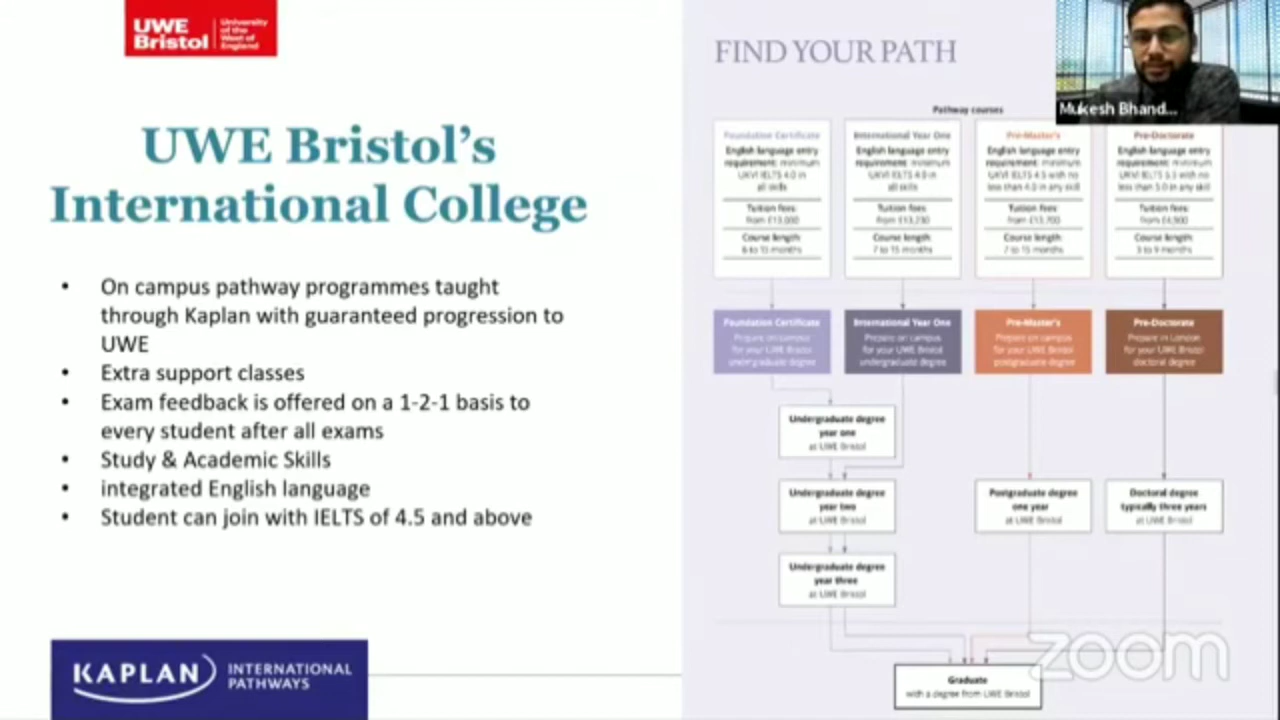 UWE
Bristol
University
of the
West of
England
UWE Bristol's
International College
• On campus pathway programmes taught
through Kaplan with guaranteed progression to
UWE
• Extra support classes
• Exam feedback is offered on a 1-2-1 basis to
every student after all exams
• Study & Academic Skills
• integrated English language
• Student can join with IELTS of 4.5 and above
KAPLAN
INTERNATIONAL
PATHWAYS
FIND YOUR PATH
Mukesh Bhand...
Pathway courses
Foundation Certificate
English language entry
requirement: minimum
UKVI IELTS 4.0 in
all skills
Tuition fees:
Course length:
6 to 15 months
International Year One
English language entry
requirement: minimum
UKVI IELTS 4.0 in
all skills
Tuition fees:
Course length:
7 to 15 months
Pre-Master's
English language entry
requirement: minimum
UKVI IELTS 4.5 with no
less than 4.0 in any skill
Tuition fees:
from £13,700
Course length:
7 to 15 months
Pre-Doctorate
English language entry
requirement: minimum
UKVI IELTS 5.5 with no
less than 5.0 in any skill
Tuition fees:
Course length:
3 to 9 months
Foundation Certificate
Prepare on campus
for your UWE Bristol
undergraduate degree
International Year One
Prepare on campus
for your UWE Bristol
undergraduate degree
Pre-Master's
Prepare on campus
for your UWE Bristol
postgraduate degree
Pre-Doctorate
Prepare in London
for your UWE Bristol
doctoral degree
Undergraduate degree
year one
at UWE Bristol
Undergraduate degree
year two
at UWE Bristol
Postgraduate degree
one year
at UWE Bristol
Doctoral degree
typically three years
at UWE Bristol
Undergraduate degree
year three
at UWE Bristol
Graduate
with a degree from UWE Bristol
zoom